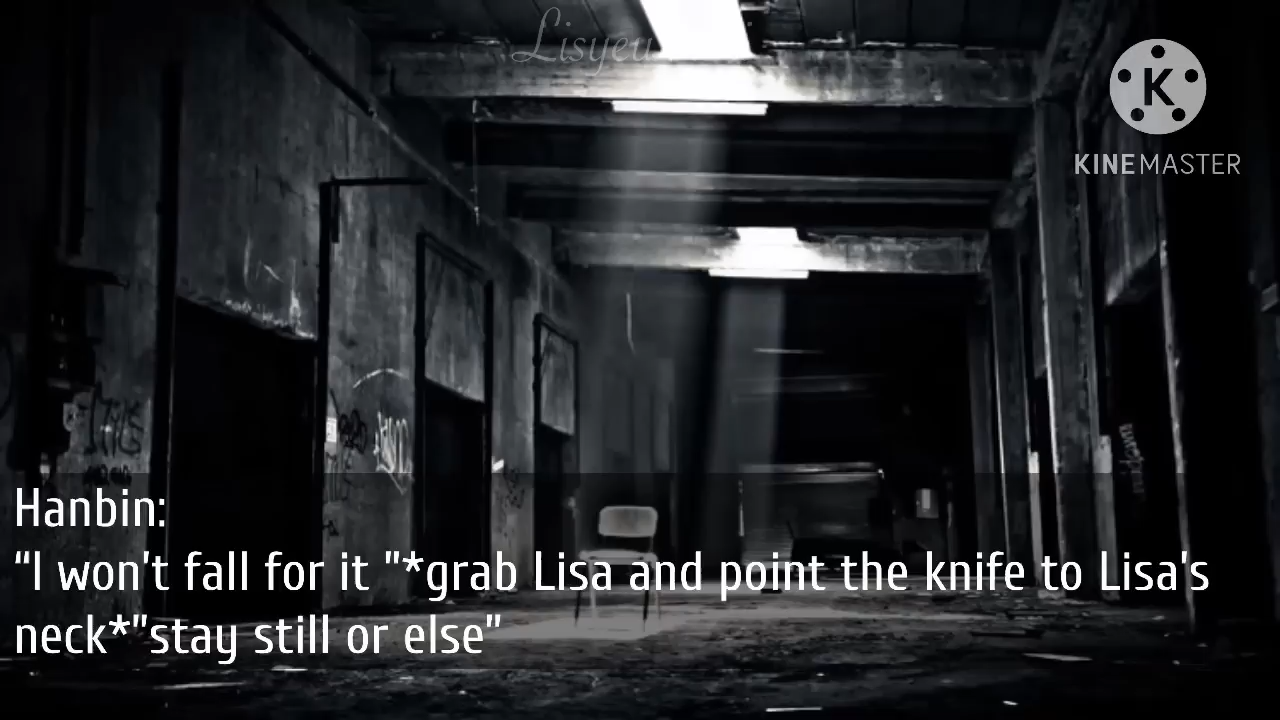 Lisyeu
KINEMASTER
Hanbin:
“I won't fall for it "*grab Lisa and point the knife to Lisa's
neck*"stay still or else"